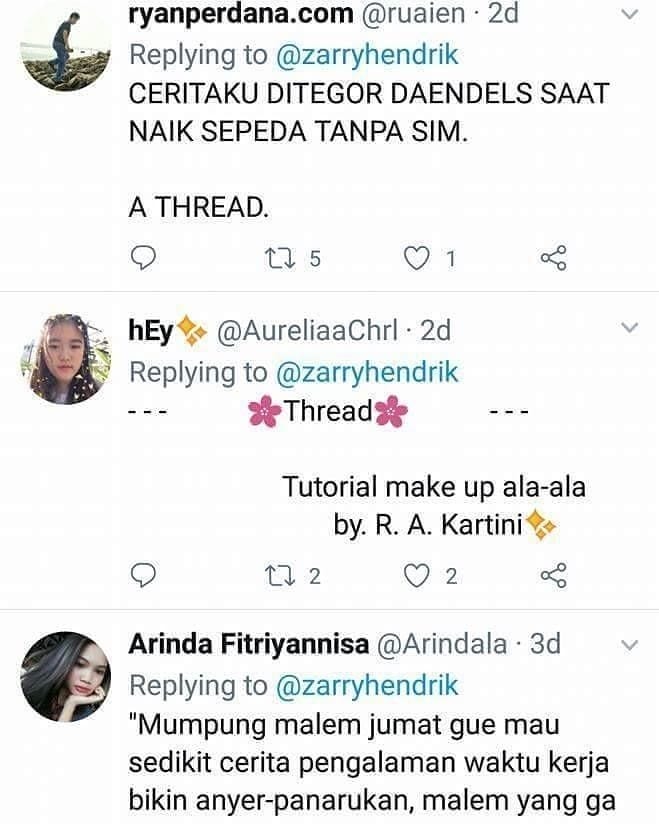 ryanperdana.com @ruaien · 2d
Replying to @zarryhendrik
CERITAKU DITEGOR DAENDELS SAAT
NAIK SEPEDA TANPA SIM.
A THREAD.
5 1
hEy✨ @AureliaaChrl · 2d
Replying to @zarryhendrik
--- 🌸Thread🌸 ---
Tutorial make up ala-ala
by. R. A. Kartini✨
2 2
Arinda Fitriyannisa @Arindala · 3d
Replying to @zarryhendrik
"Mumpung malem jumat gue mau
sedikit cerita pengalaman waktu kerja
bikin anyer-panarukan, malem yang ga